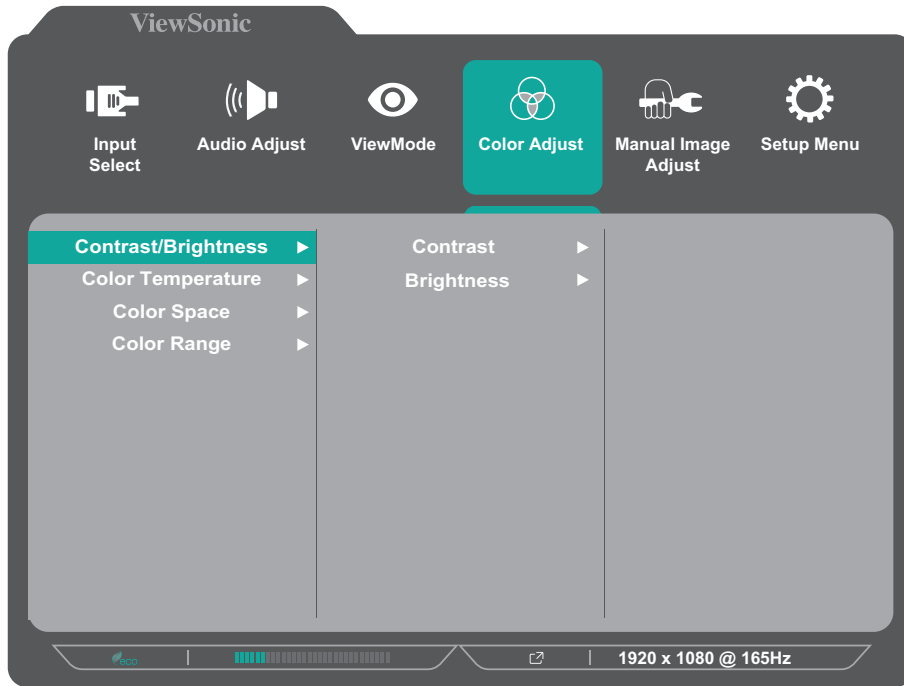 ViewSonic
Input
Select
Audio Adjust
ViewMode
Color Adjust
Manual Image
Adjust
Setup Menu
Contrast/Brightness
Color Temperature
Color Space
Color Range
Contrast
Brightness
eco
1920 x 1080 @ 165Hz